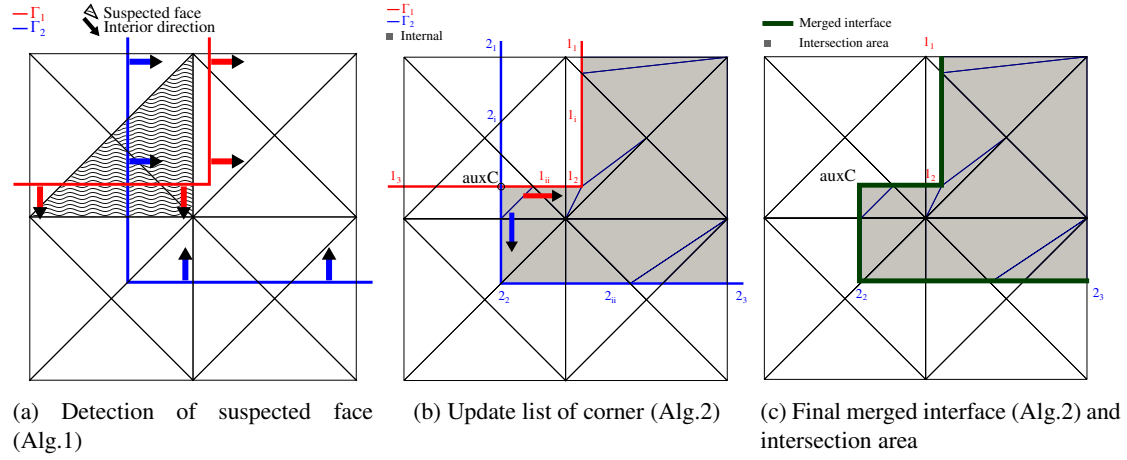 Γ1
Γ2
Suspected face
Interior direction
Γ1
Γ2
Internal
21
11
2i
1i
auxC
13
1ii
12
22
2ii
23
Merged interface
Intersection area
11
auxC
12
22
23
(a) Detection of suspected face
(Alg.1)
(b) Update list of corner (Alg.2)
(c) Final merged interface (Alg.2) and
intersection area